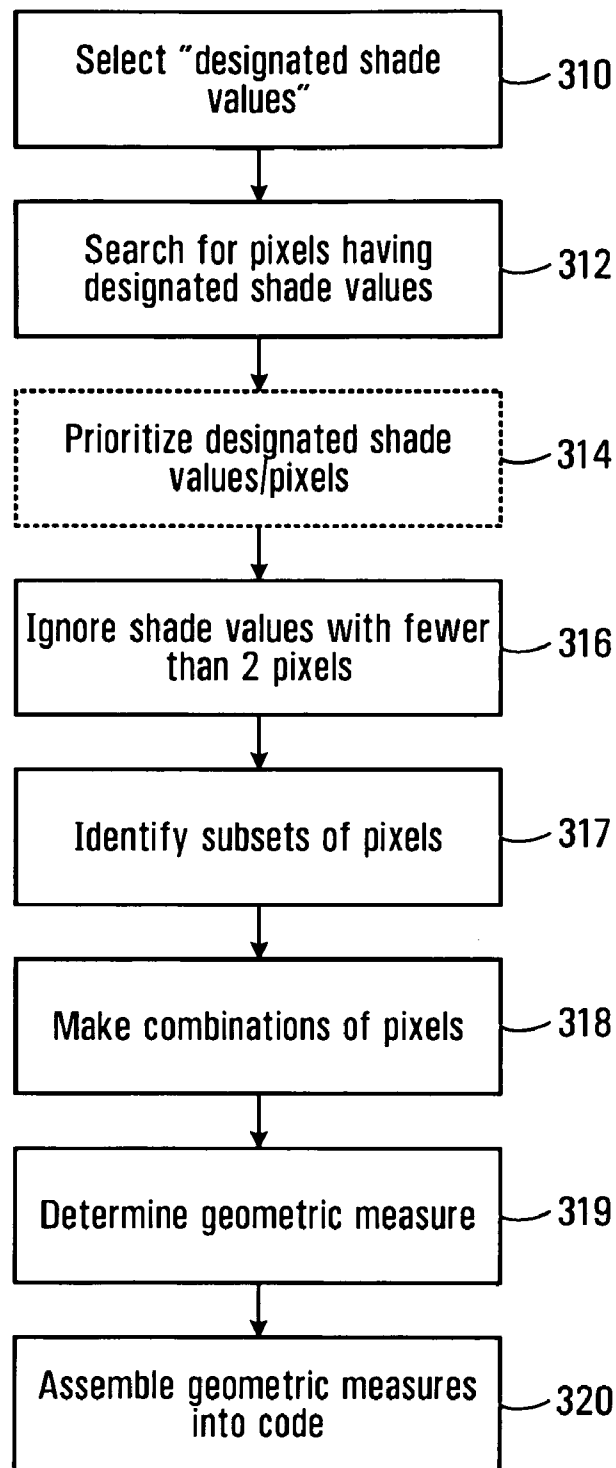 Select "designated shade
values"
310
Search for pixels having
designated shade values
312
Prioritize designated shade
values/pixels
314
Ignore shade values with fewer
than 2 pixels
316
Identify subsets of pixels
317
Make combinations of pixels
318
Determine geometric measure
319
Assemble geometric measures
into code
320